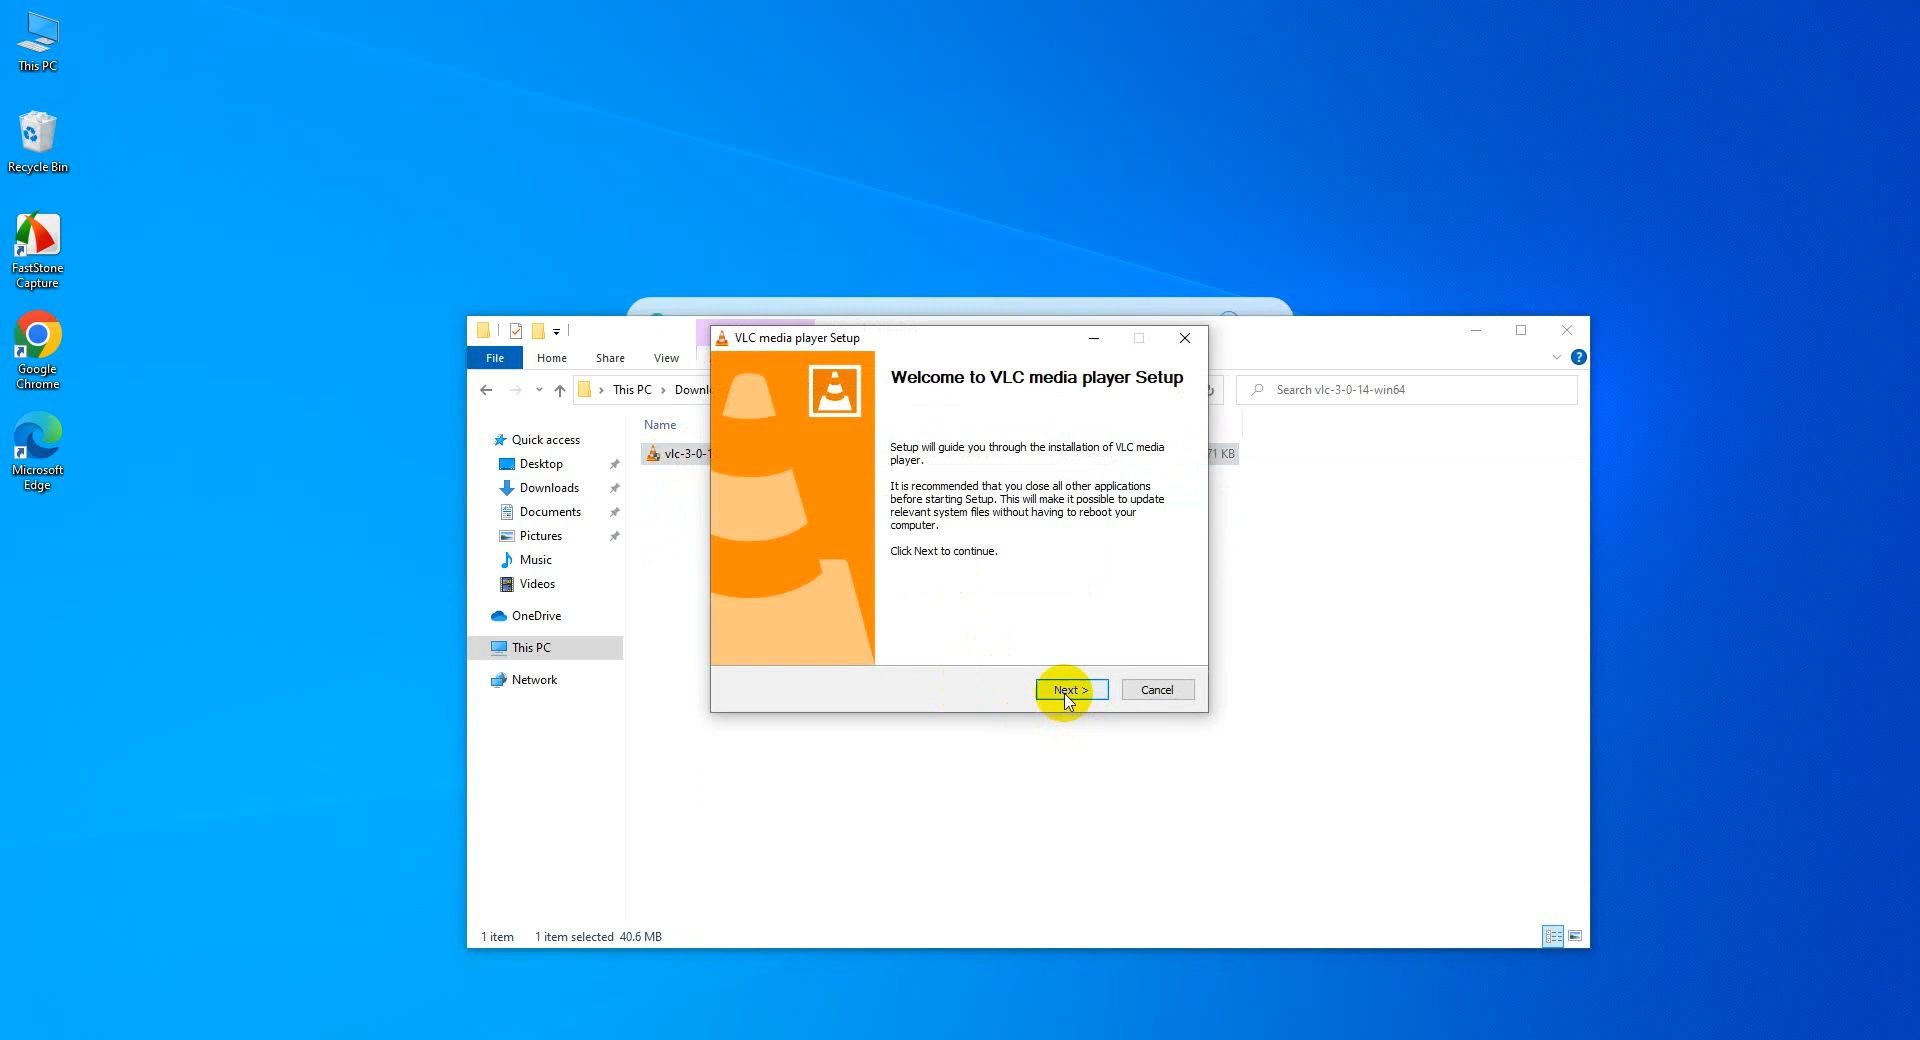 This PC
Recycle Bin
FastStone
Capture
Google
Chrome
Microsoft
Edge
File
Home
Share
View
This PC
Search vlc-3-0-14-win64
Name
71 KB
Quick access
Desktop
Downloads
Documents
Pictures
Music
Videos
OneDrive
This PC
Network
1 item
1 item selected 40.6 MB
VLC media player Setup
Welcome to VLC media player Setup
Setup will guide you through the installation of VLC media
player.
It is recommended that you close all other applications
before starting Setup. This will make it possible to update
relevant system files without having to reboot your
computer.
Click Next to continue.
Next >
Cancel